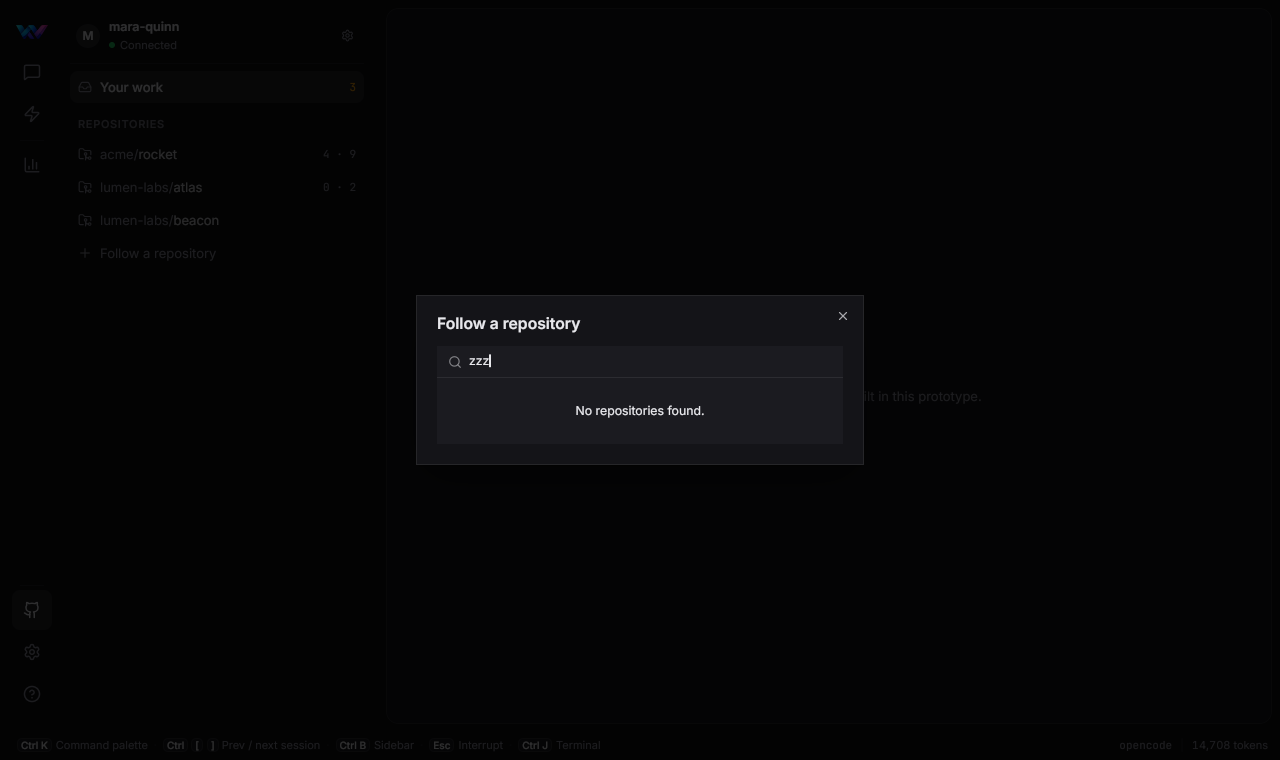 mara-quinn
M
Connected
Your work 3
REPOSITORIES
acme/rocket 4 · 9
lumen-labs/atlas 0 · 2
lumen-labs/beacon
Follow a repository
Follow a repository
zzz
No repositories found.
in this prototype.
Ctrl K Command palette Ctrl [ ] Prev / next session Ctrl B Sidebar Esc Interrupt Ctrl J Terminal opencode 14,708 tokens